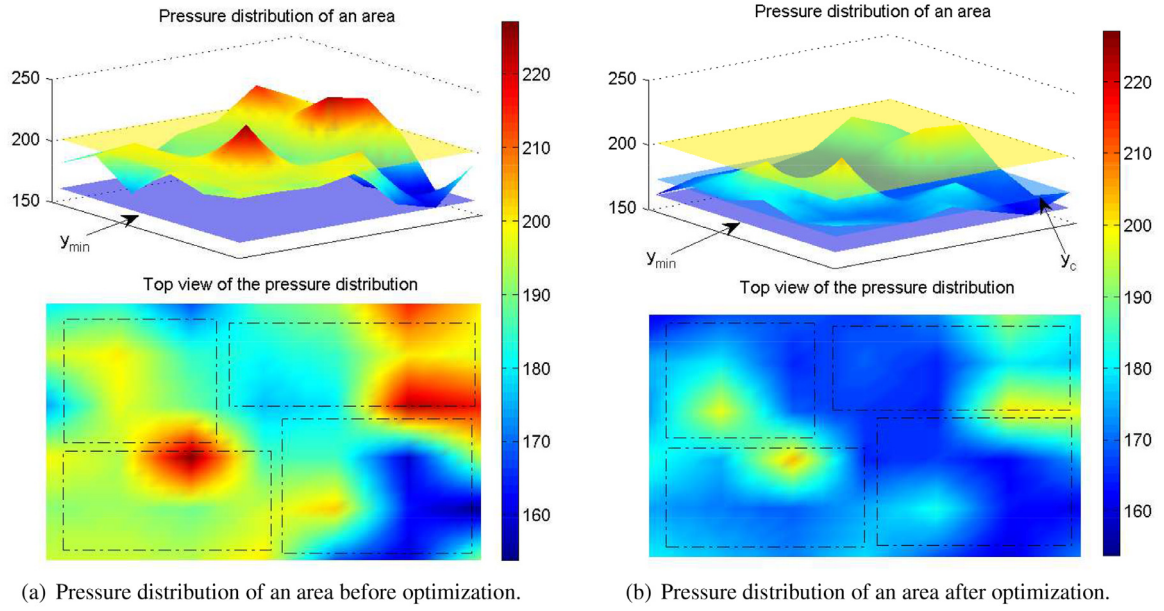 Pressure distribution of an area
250
200
150
y_min
220
210
200
190
180
170
160
Top view of the pressure distribution
(a) Pressure distribution of an area before optimization.
Pressure distribution of an area
250
200
150
y_min
y_c
220
210
200
190
180
170
160
Top view of the pressure distribution
(b) Pressure distribution of an area after optimization.